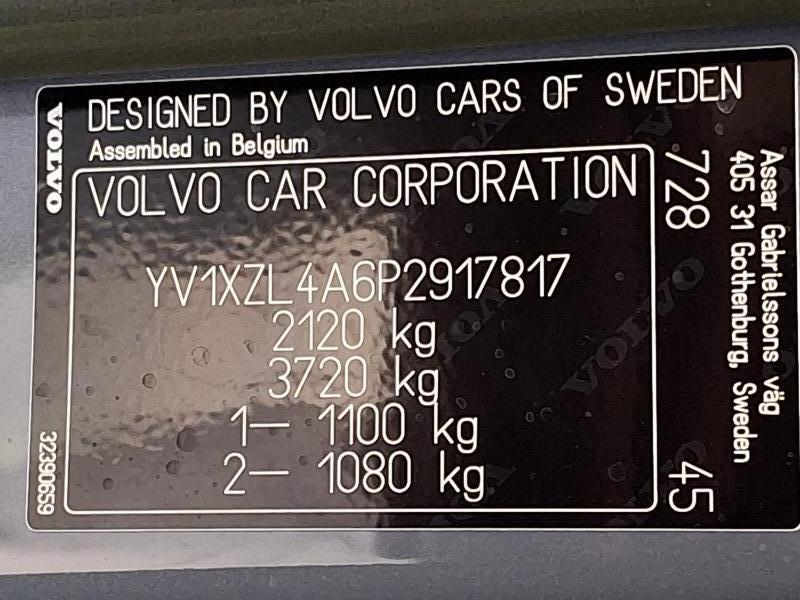 VOLVO
DESIGNED BY VOLVO CARS OF SWEDEN
Assembled in Belgium
VOLVO CAR CORPORATION
YV1XZL4A6P2917817
2120 kg
3720 kg
1– 1100 kg
2– 1080 kg
32390659
728
45
Assar Gabrielssons väg
405 31 Gothenburg, Sweden